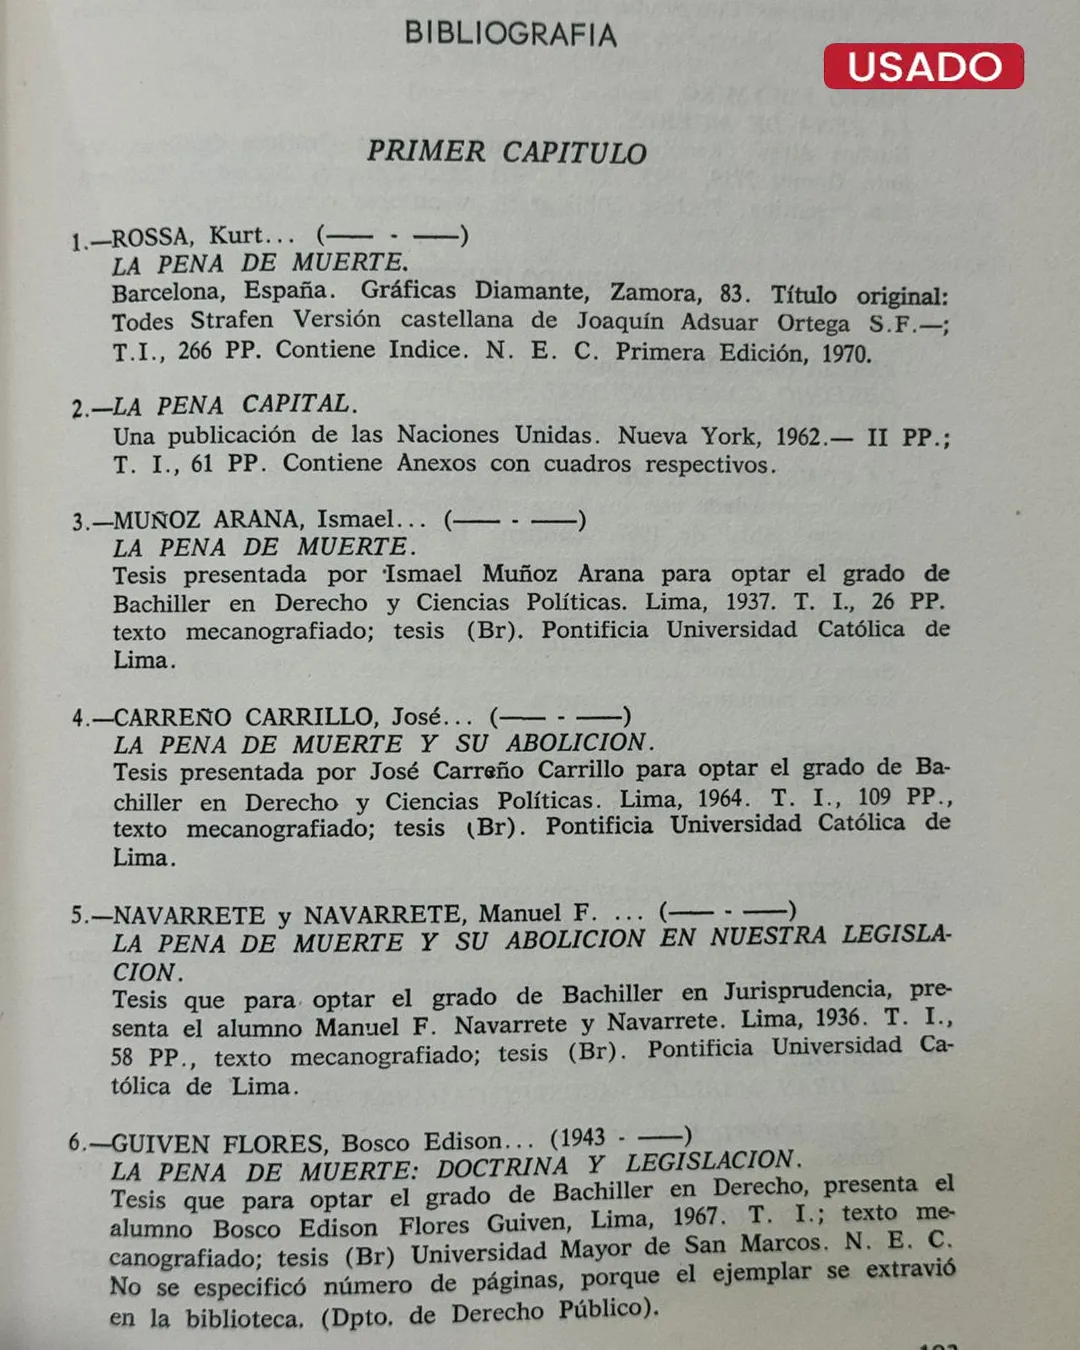 BIBLIOGRAFIA
USADO
PRIMER CAPITULO
1.—ROSSA, Kurt... (—— - ——)
LA PENA DE MUERTE.
Barcelona, España. Gráficas Diamante, Zamora, 83. Título original:
Todes Strafen Versión castellana de Joaquín Adsuar Ortega S.F.—;
T.I., 266 PP. Contiene Indice. N. E. C. Primera Edición, 1970.
2.—LA PENA CAPITAL.
Una publicación de las Naciones Unidas. Nueva York, 1962.— II PP.;
T. I., 61 PP. Contiene Anexos con cuadros respectivos.
3.—MUÑOZ ARANA, Ismael... (—— - ——)
LA PENA DE MUERTE.
Tesis presentada por Ismael Muñoz Arana para optar el grado de
Bachiller en Derecho y Ciencias Políticas. Lima, 1937. T. I., 26 PP.
texto mecanografiado; tesis (Br). Pontificia Universidad Católica de
Lima.
4.—CARREÑO CARRILLO, José... (—— - ——)
LA PENA DE MUERTE Y SU ABOLICION.
Tesis presentada por José Carreño Carrillo para optar el grado de Ba-
chiller en Derecho y Ciencias Políticas. Lima, 1964. T. I., 109 PP.,
texto mecanografiado; tesis (Br). Pontificia Universidad Católica de
Lima.
5.—NAVARRETE y NAVARRETE, Manuel F. ... (—— - ——)
LA PENA DE MUERTE Y SU ABOLICION EN NUESTRA LEGISLA-
CION.
Tesis que para optar el grado de Bachiller en Jurisprudencia, pre-
senta el alumno Manuel F. Navarrete y Navarrete. Lima, 1936. T. I.,
58 PP., texto mecanografiado; tesis (Br). Pontificia Universidad Ca-
tólica de Lima.
6.—GUIVEN FLORES, Bosco Edison... (1943 - ——)
LA PENA DE MUERTE: DOCTRINA Y LEGISLACION.
Tesis que para optar el grado de Bachiller en Derecho, presenta el
alumno Bosco Edison Flores Guiven, Lima, 1967. T. I.; texto me-
canografiado; tesis (Br) Universidad Mayor de San Marcos. N. E. C.
No se especificó número de páginas, porque el ejemplar se extravió
en la biblioteca. (Dpto. de Derecho Público).